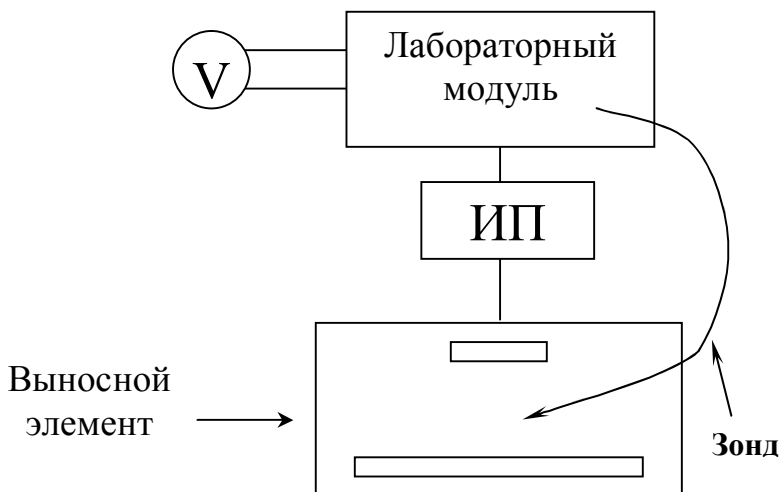 V
Лабораторный
модуль
ИП
Выносной
элемент
Зонд